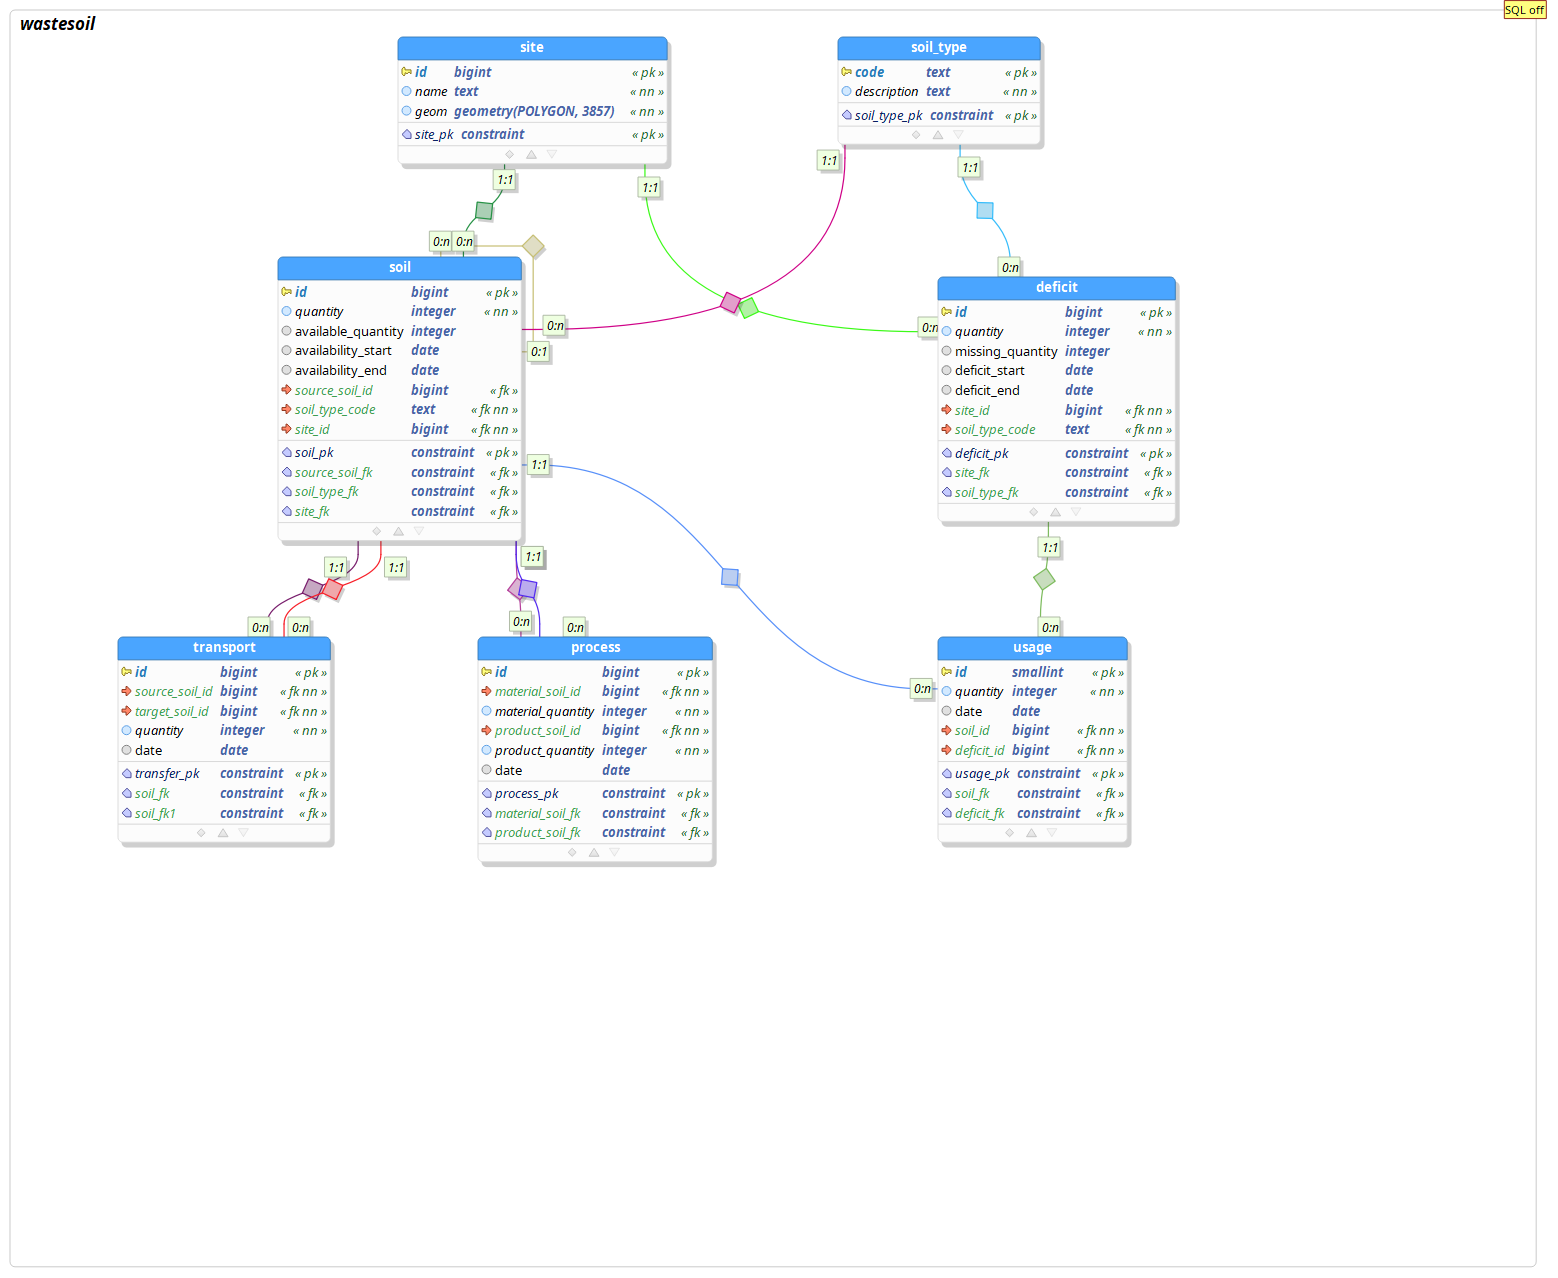 SQL off
wastesoil
site
id bigint « pk »
name text « nn »
geom geometry(POLYGON, 3857) « nn »
site_pk constraint « pk »
soil_type
code text « pk »
description text « nn »
soil_type_pk constraint « pk »
1:1
1:1
1:1
1:1
0:n
0:n
0:n
soil
id bigint « pk »
quantity integer « nn »
available_quantity integer
availability_start date
availability_end date
source_soil_id bigint « fk »
soil_type_code text « fk nn »
site_id bigint « fk nn »
soil_pk constraint « pk »
source_soil_fk constraint « fk »
soil_type_fk constraint « fk »
site_fk constraint « fk »
0:n
0:n
0:1
1:1
deficit
id bigint « pk »
quantity integer « nn »
missing_quantity integer
deficit_start date
deficit_end date
site_id bigint « fk nn »
soil_type_code text « fk nn »
deficit_pk constraint « pk »
site_fk constraint « fk »
soil_type_fk constraint « fk »
1:1
1:1
1:1
1:1
0:n
0:n
0:n
0:n
0:n
transport
id bigint « pk »
source_soil_id bigint « fk nn »
target_soil_id bigint « fk nn »
quantity integer « nn »
date date
transfer_pk constraint « pk »
soil_fk constraint « fk »
soil_fk1 constraint « fk »
process
id bigint « pk »
material_soil_id bigint « fk nn »
material_quantity integer « nn »
product_soil_id bigint « fk nn »
product_quantity integer « nn »
date date
process_pk constraint « pk »
material_soil_fk constraint « fk »
product_soil_fk constraint « fk »
0:n
usage
id smallint « pk »
quantity integer « nn »
date date
soil_id bigint « fk nn »
deficit_id bigint « fk nn »
usage_pk constraint « pk »
soil_fk constraint « fk »
deficit_fk constraint « fk »